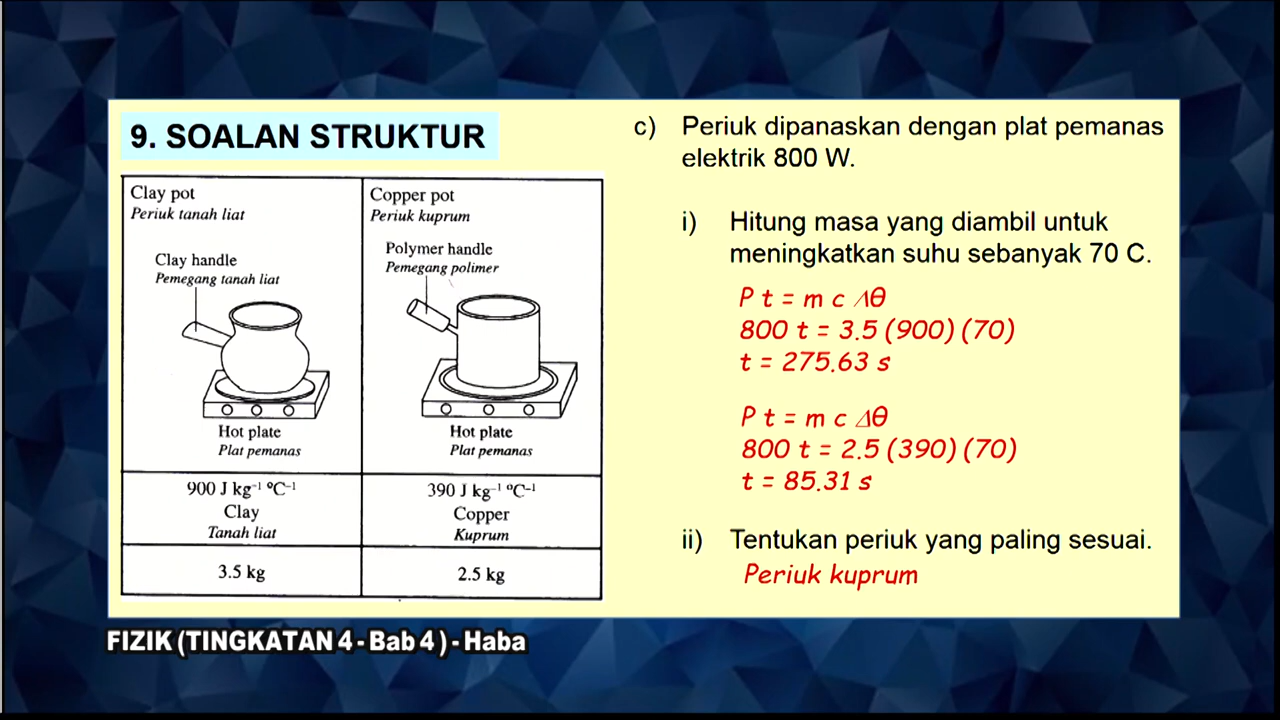 9. SOALAN STRUKTUR
Clay pot
Periuk tanah liat
Clay handle
Pemegang tanah liat
Hot plate
Plat pemanas
900 J kg⁻¹ °C⁻¹
Clay
Tanah liat
3.5 kg
Copper pot
Periuk kuprum
Polymer handle
Pemegang polimer
Hot plate
Plat pemanas
390 J kg⁻¹ °C⁻¹
Copper
Kuprum
2.5 kg
c) Periuk dipanaskan dengan plat pemanas
elektrik 800 W.
i) Hitung masa yang diambil untuk
meningkatkan suhu sebanyak 70 C.
P t = m c Δθ
800 t = 3.5 (900) (70)
t = 275.63 s
P t = m c Δθ
800 t = 2.5 (390) (70)
t = 85.31 s
ii) Tentukan periuk yang paling sesuai.
Periuk kuprum
FIZIK (TINGKATAN 4 - Bab 4 ) - Haba